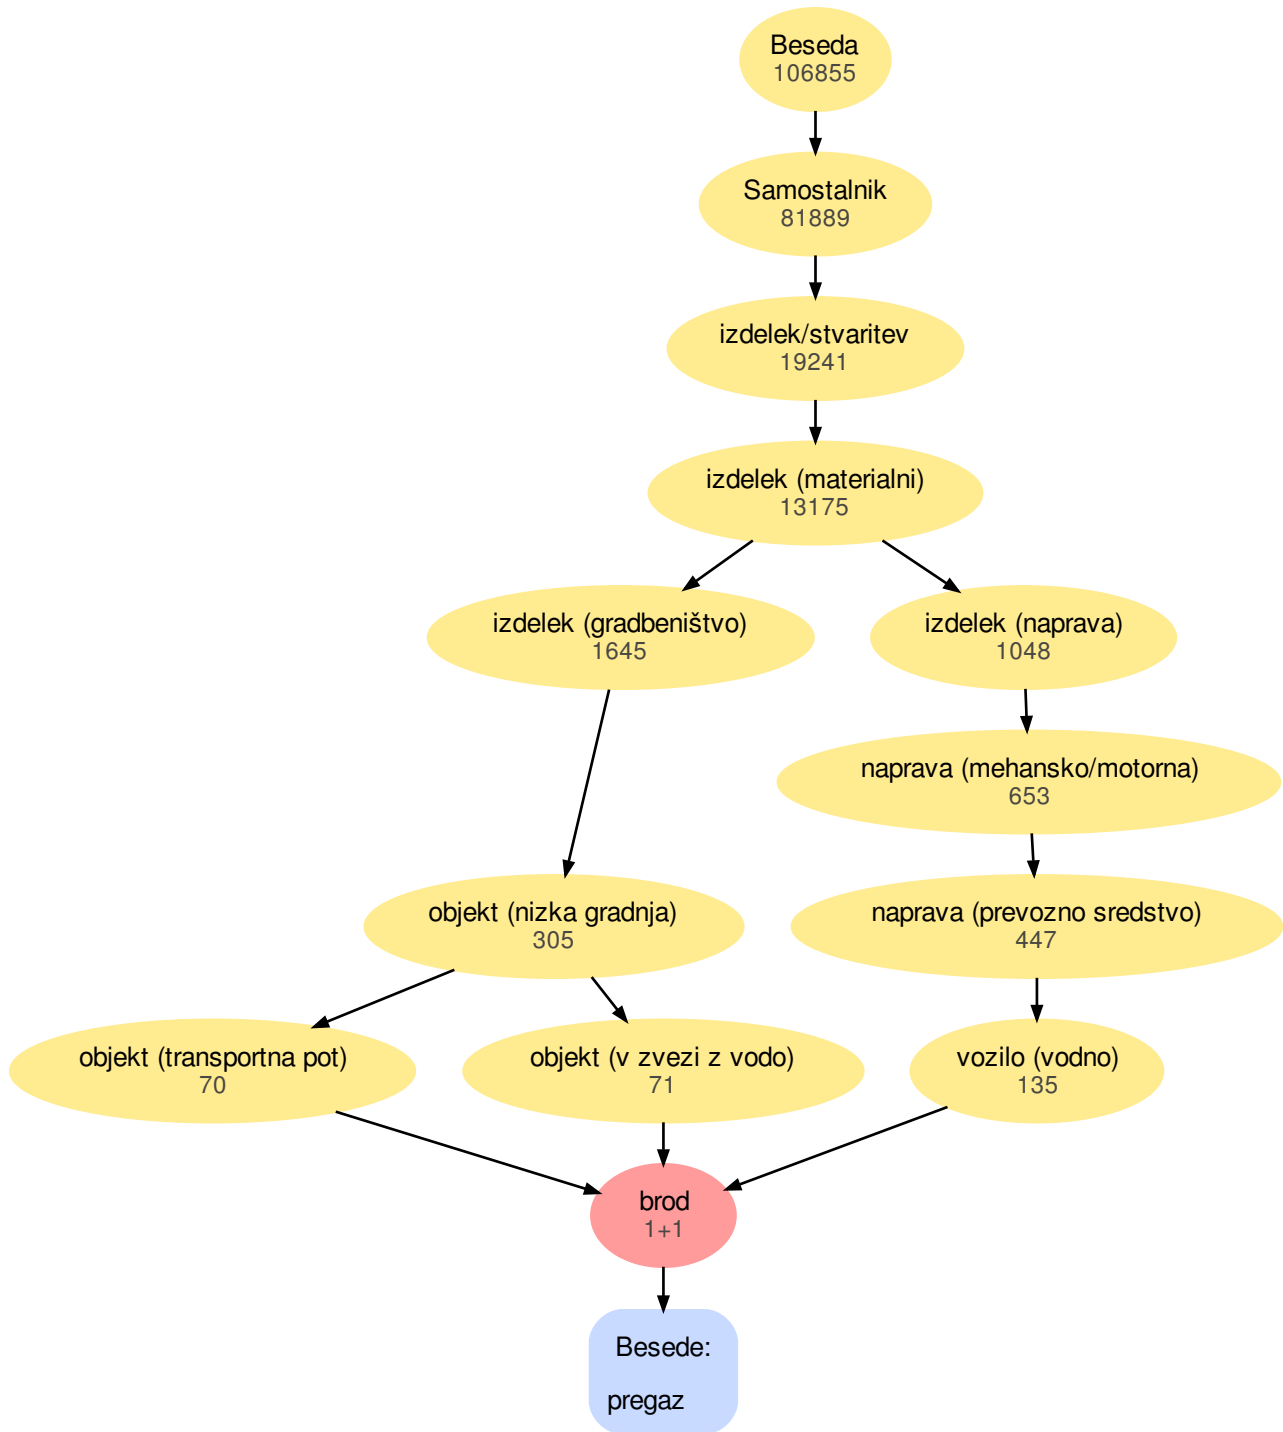 Beseda
106855
Samostalnik
81889
izdelek/stvaritev
19241
izdelek (materialni)
13175
izdelek (gradbeništvo)
1645
izdelek (naprava)
1048
naprava (mehansko/motorna)
653
objekt (nizka gradnja)
305
naprava (prevozno sredstvo)
447
objekt (transportna pot)
70
objekt (v zvezi z vodo)
71
vozilo (vodno)
135
brod
1+1
Besede:
pregaz